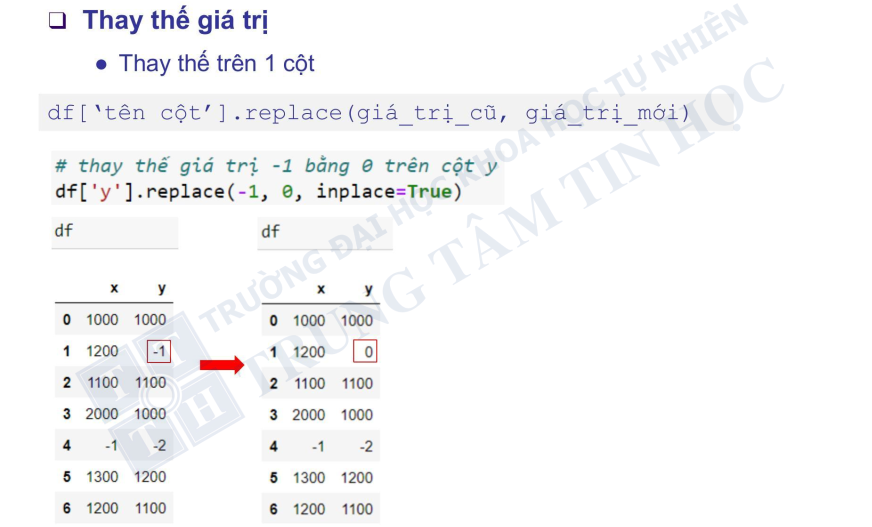 ❑ Thay thế giá trị
● Thay thế trên 1 cột
df[‘tên cột’].replace(giá_trị_cũ, giá_trị_mới)
# thay thế giá trị -1 bằng 0 trên cột y
df['y'].replace(-1, 0, inplace=True)
df
x y
0 1000 1000
1 1200 -1
2 1100 1100
3 2000 1000
4 -1 -2
5 1300 1200
6 1200 1100
df
x y
0 1000 1000
1 1200 0
2 1100 1100
3 2000 1000
4 -1 -2
5 1300 1200
6 1200 1100
TRƯỜNG ĐẠI HỌC KHOA HỌC TỰ NHIÊN
TRUNG TÂM TIN HỌC
T T
T H